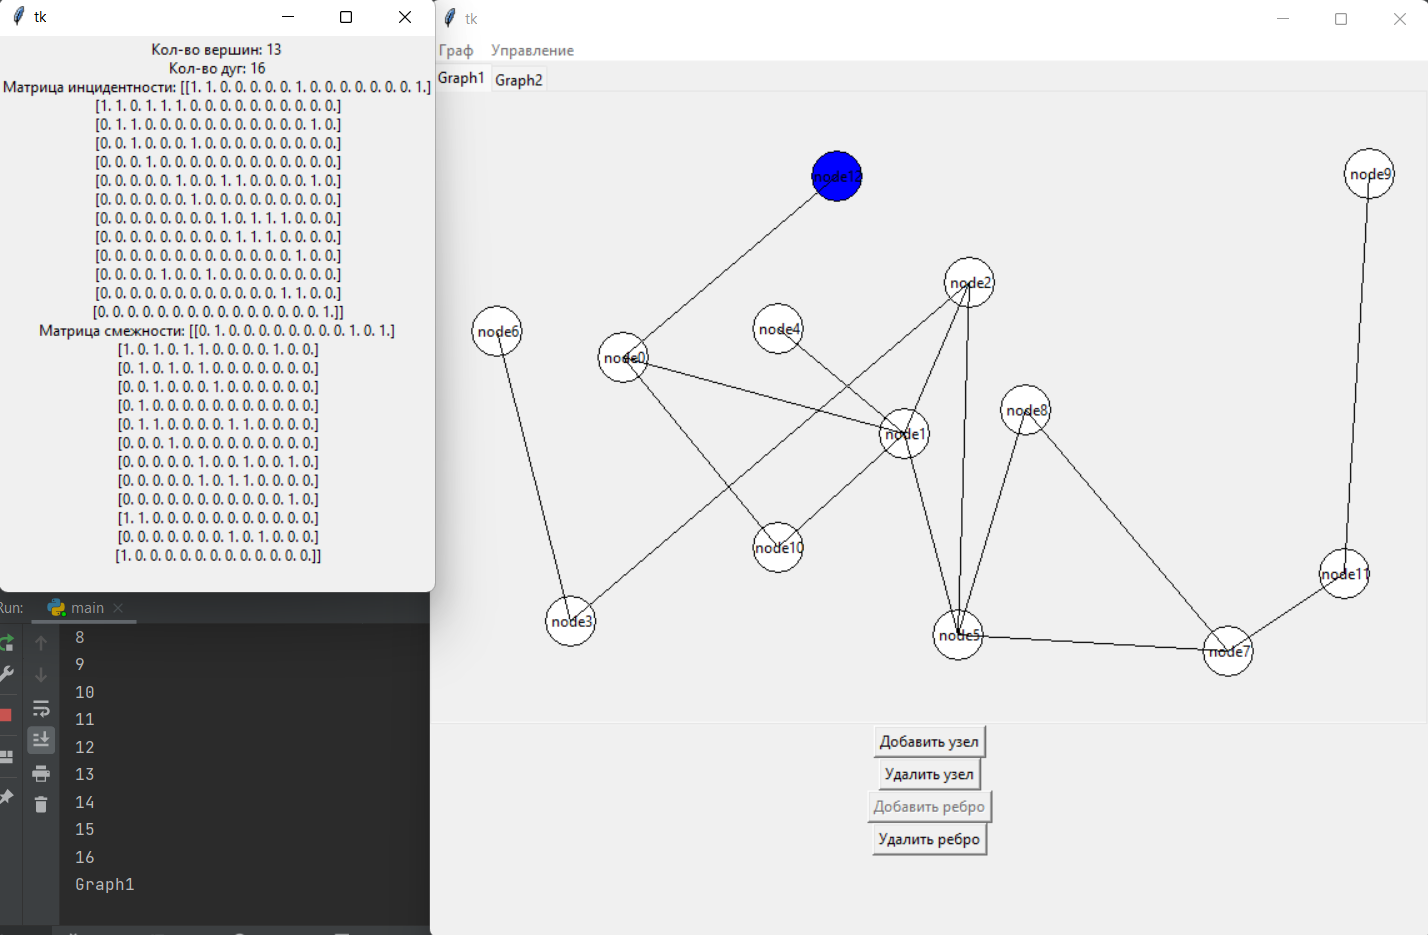 tk
Кол-во вершин: 13
Кол-во дуг: 16
Матрица инцидентности: [[1. 1. 0. 0. 0. 0. 0. 1. 0. 0. 0. 0. 0. 0. 0. 1.]
[1. 1. 0. 1. 1. 1. 0. 0. 0. 0. 0. 0. 0. 0. 0. 0.]
[0. 1. 1. 0. 0. 0. 0. 0. 0. 0. 0. 0. 0. 0. 1. 0.]
[0. 0. 1. 0. 0. 0. 1. 0. 0. 0. 0. 0. 0. 0. 0. 0.]
[0. 0. 0. 1. 0. 0. 0. 0. 0. 0. 0. 0. 0. 0. 0. 0.]
[0. 0. 0. 0. 0. 1. 0. 0. 1. 1. 0. 0. 0. 0. 1. 0.]
[0. 0. 0. 0. 0. 0. 1. 0. 0. 0. 0. 0. 0. 0. 0. 0.]
[0. 0. 0. 0. 0. 0. 0. 0. 1. 0. 1. 1. 1. 0. 0. 0.]
[0. 0. 0. 0. 0. 0. 0. 0. 0. 1. 1. 1. 0. 0. 0. 0.]
[0. 0. 0. 0. 0. 0. 0. 0. 0. 0. 0. 0. 0. 1. 0. 0.]
[0. 0. 0. 0. 1. 0. 0. 1. 0. 0. 0. 0. 0. 0. 0. 0.]
[0. 0. 0. 0. 0. 0. 0. 0. 0. 0. 0. 0. 1. 1. 0. 0.]
[0. 0. 0. 0. 0. 0. 0. 0. 0. 0. 0. 0. 0. 0. 0. 1.]]
Матрица смежности: [[0. 1. 0. 0. 0. 0. 0. 0. 0. 0. 1. 0. 1.]
[1. 0. 1. 0. 1. 1. 0. 0. 0. 0. 1. 0. 0.]
[0. 1. 0. 1. 0. 1. 0. 0. 0. 0. 0. 0. 0.]
[0. 0. 1. 0. 0. 0. 1. 0. 0. 0. 0. 0. 0.]
[0. 1. 0. 0. 0. 0. 0. 0. 0. 0. 0. 0. 0.]
[0. 1. 1. 0. 0. 0. 0. 1. 1. 0. 0. 0. 0.]
[0. 0. 0. 1. 0. 0. 0. 0. 0. 0. 0. 0. 0.]
[0. 0. 0. 0. 0. 1. 0. 0. 1. 0. 0. 1. 0.]
[0. 0. 0. 0. 0. 1. 0. 1. 1. 0. 0. 0. 0.]
[0. 0. 0. 0. 0. 0. 0. 0. 0. 0. 0. 1. 0.]
[1. 1. 0. 0. 0. 0. 0. 0. 0. 0. 0. 0. 0.]
[0. 0. 0. 0. 0. 0. 0. 1. 0. 1. 0. 0. 0.]
[1. 0. 0. 0. 0. 0. 0. 0. 0. 0. 0. 0. 0.]]
Run: main
8
9
10
11
12
13
14
15
16
Graph1
tk
Граф Управление
Graph1 Graph2
node12
node9
node2
node6
node4
node0
node8
node1
node10
node11
node3
node5
node7
Добавить узел
Удалить узел
Добавить ребро
Удалить ребро